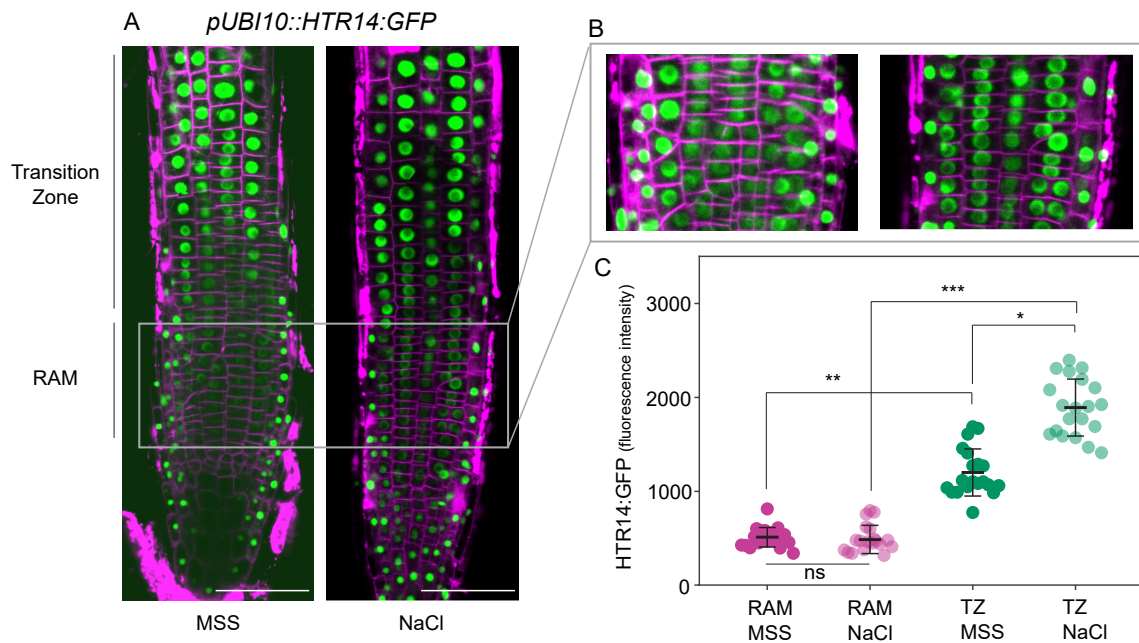 A
pUBI10::HTR14:GFP
B
Transition
Zone
RAM
MSS
NaCl
C
HTR14:GFP (fluorescence intensity)
3000
2000
1000
0
***
*
**
ns
RAM
MSS
RAM
NaCl
TZ
MSS
TZ
NaCl